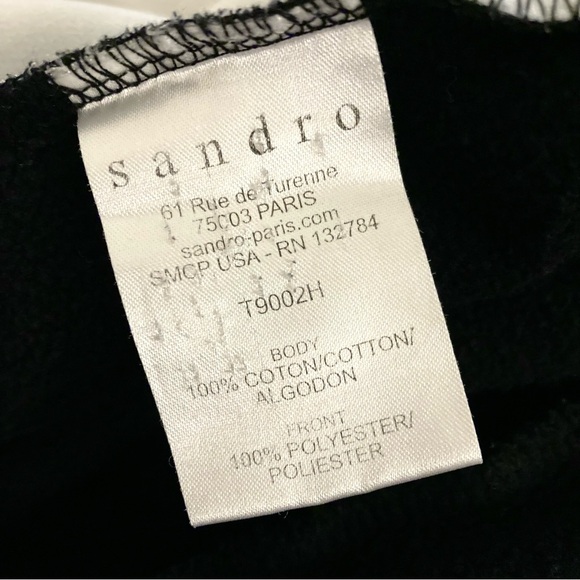 sandro
61 Rue de Turenne
75003 PARIS
sandro-paris.com
SMCP USA - RN 132784
T9002H
BODY
100% COTON/COTTON/
ALGODON
FRONT
100% POLYESTER/
POLIESTER